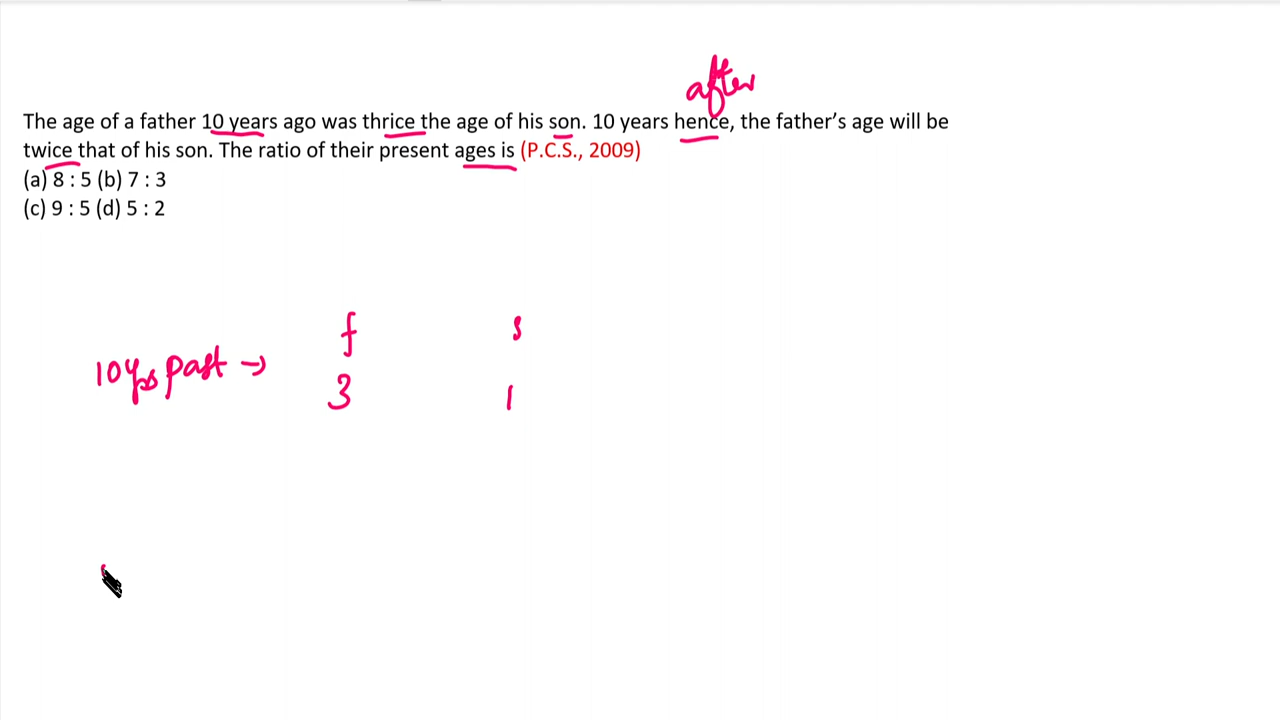 after
The age of a father 10 years ago was thrice the age of his son. 10 years hence, the father’s age will be
twice that of his son. The ratio of their present ages is (P.C.S., 2009)
(a) 8 : 5 (b) 7 : 3
(c) 9 : 5 (d) 5 : 2
f s
10yrs past →
3 1